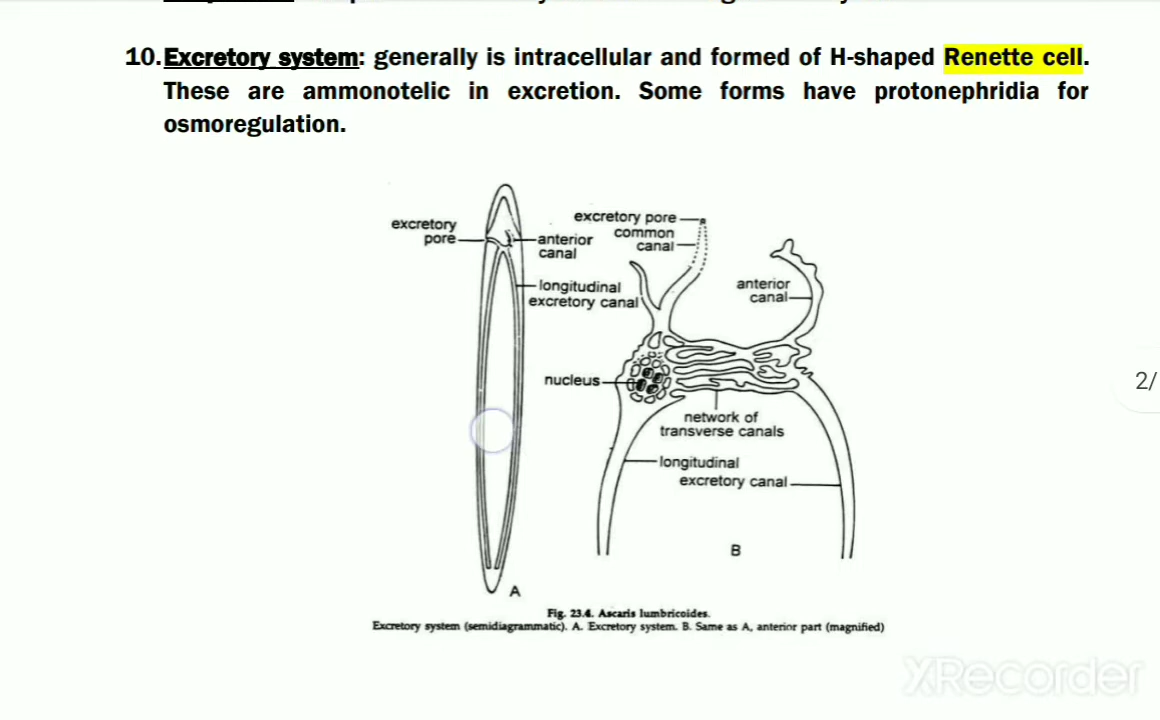 10. Excretory system: generally is intracellular and formed of H-shaped Renette cell.
These are ammonotelic in excretion. Some forms have protonephridia for
osmoregulation.
excretory
pore
anterior
canal
longitudinal
excretory canal
excretory pore
common
canal
anterior
canal
nucleus
network of
transverse canals
longitudinal
excretory canal
2/
B
A
Fig. 23.4. Ascaris lumbricoides.
Excretory system (semidiagrammatic). A. Excretory system. B. Same as A, anterior part (magnified)
XRecorder